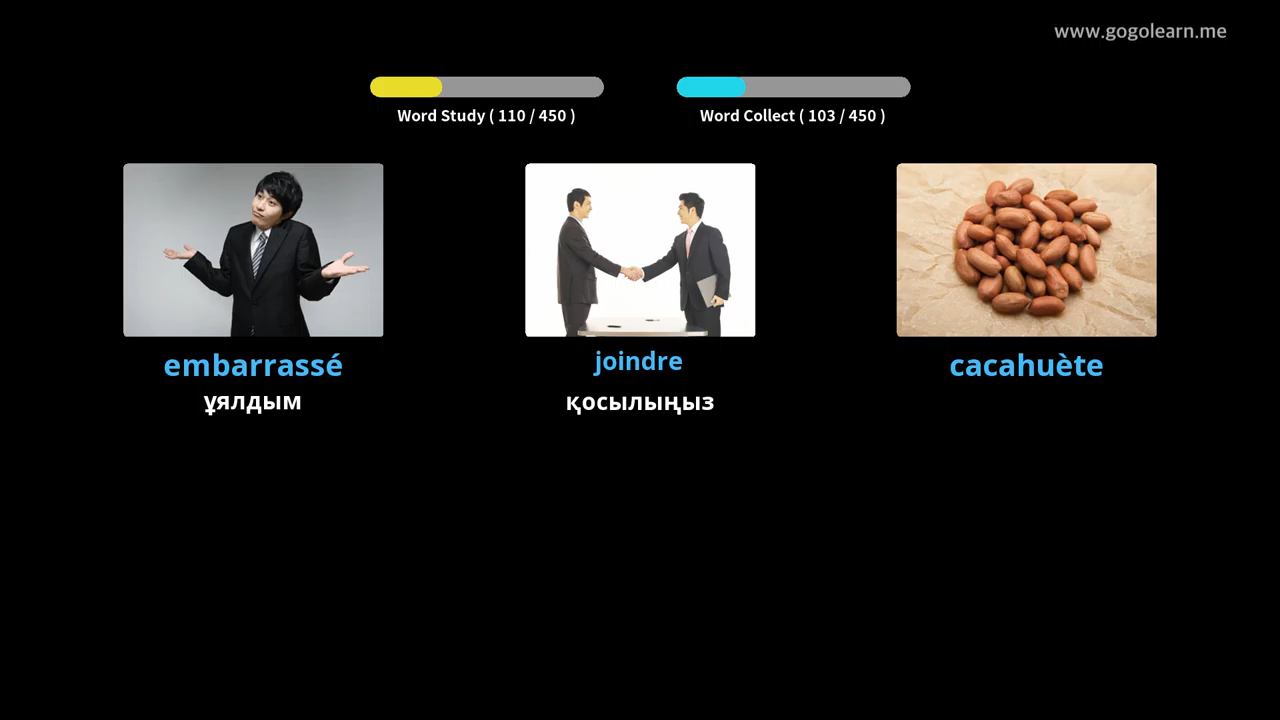 www.gogolearn.me
Word Study ( 110 / 450 )
Word Collect ( 103 / 450 )
embarrassé
joindre
cacahuète
ұялдым
қосылыңыз